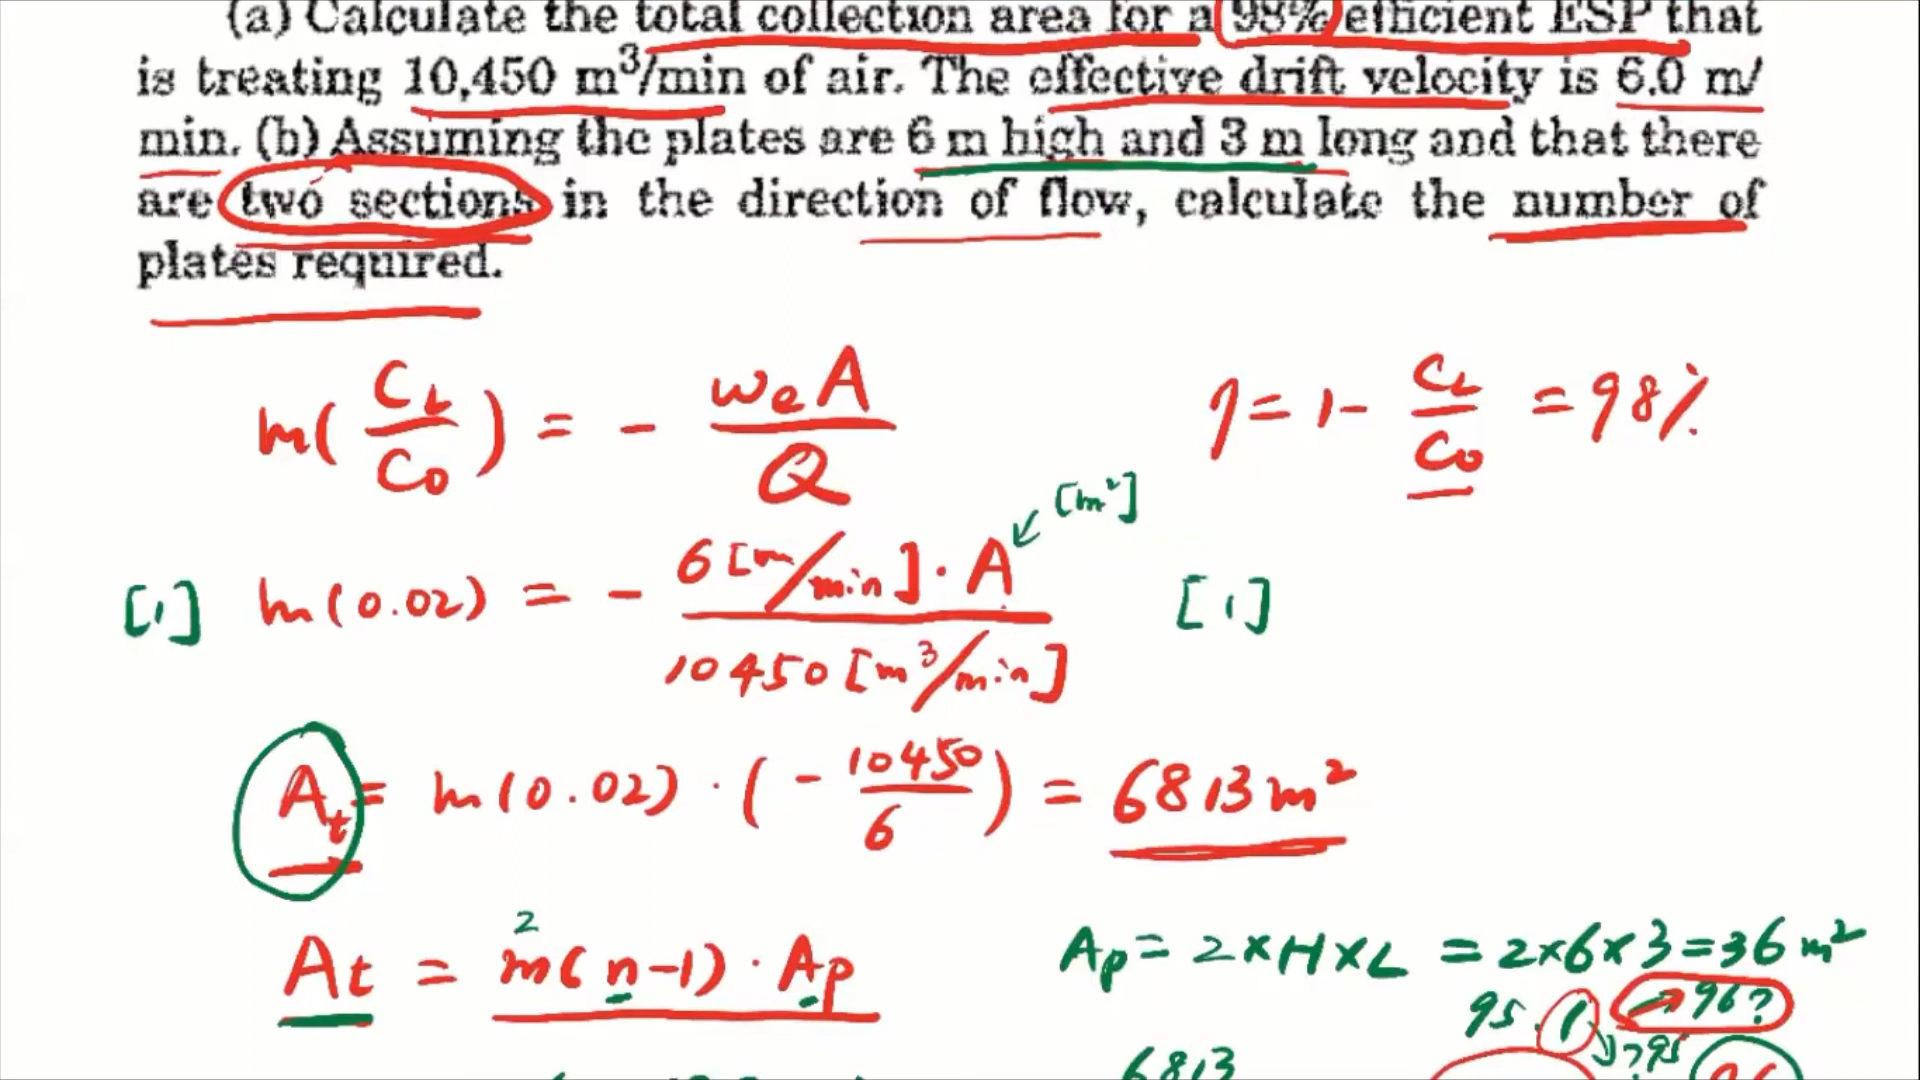 (a) Calculate the total collection area for a 98% efficient ESP that
is treating 10,450 m³/min of air. The effective drift velocity is 6.0 m/
min. (b) Assuming the plates are 6 m high and 3 m long and that there
are two sections in the direction of flow, calculate the number of
plates required.
ln(CL/C0) = - weA/Q
η = 1 - CL/C0 = 98%
[m²]
[1] ln(0.02) = - 6[m/min]·A / 10450[m³/min] [1]
At = ln(0.02)·(- 10450/6) = 6813 m²
2
At = m(n-1)·Ap
Ap = 2×H×L = 2×6×3 = 36 m²
95.1 → 96?
→ ? 95
6813